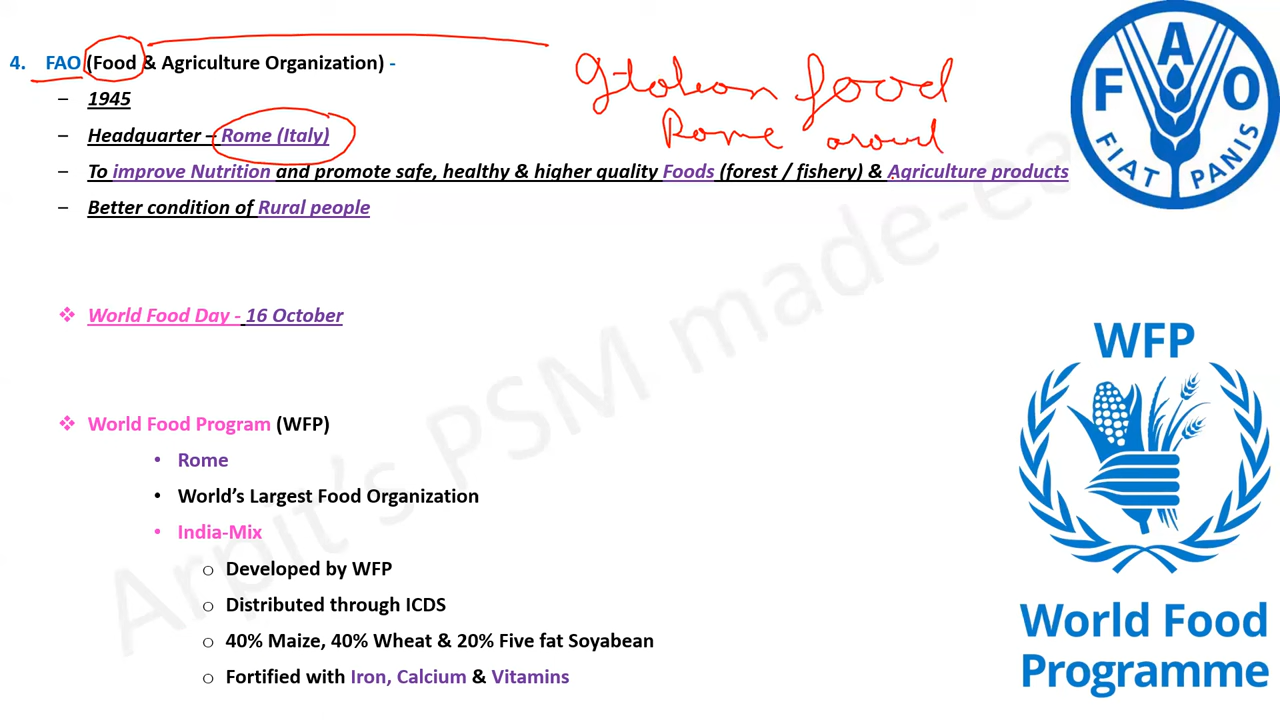 4. FAO (Food & Agriculture Organization) -
– 1945
– Headquarter – Rome (Italy)
– To improve Nutrition and promote safe, healthy & higher quality Foods (forest / fishery) & Agriculture products
– Better condition of Rural people
food
Rome
❖ World Food Day - 16 October
❖ World Food Program (WFP)
• Rome
• World's Largest Food Organization
• India-Mix
o Developed by WFP
o Distributed through ICDS
o 40% Maize, 40% Wheat & 20% Five fat Soyabean
o Fortified with Iron, Calcium & Vitamins
F A O
FIAT PANIS
WFP
World Food
Programme
Arpit's PSM made-ea